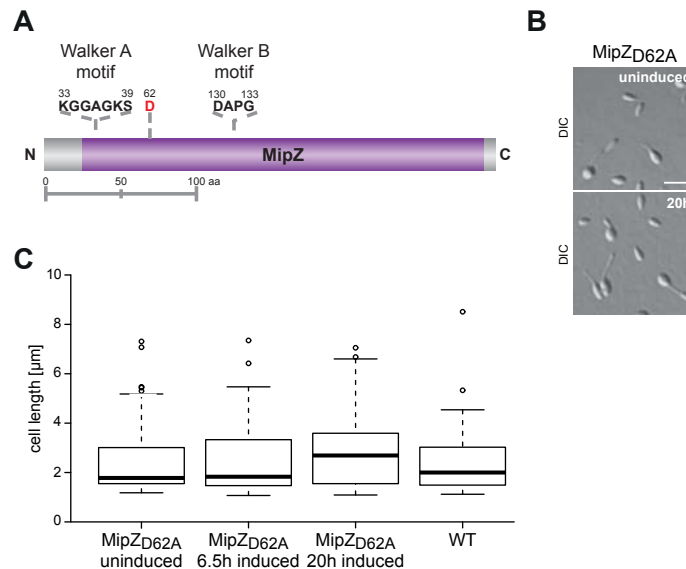 A
Walker A
motif
Walker B
motif
33 39 62 130 133
KGGAGKS D DAPG
N MipZ C
0 50 100 aa
B
MipZD62A
uninduced
DIC
20h
DIC
C
10
8
6
4
2
0
cell length [µm]
MipZD62A
uninduced
MipZD62A
6.5h induced
MipZD62A
20h induced
WT